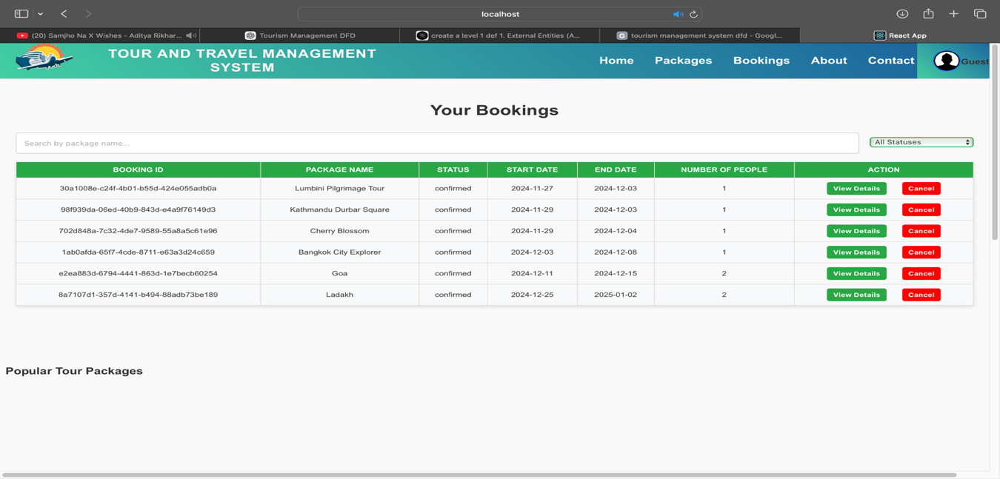 localhost
(20) Samjho Na X Wishes - Aditya Rikhar...
Tourism Management DFD
create a level 1 def 1. External Entities (A...
G tourism management system dfd - Googl...
React App
TOUR AND TRAVEL MANAGEMENT
SYSTEM
Home Packages Bookings About Contact Guest
Your Bookings
Search by package name...
All Statuses
BOOKING ID PACKAGE NAME STATUS START DATE END DATE NUMBER OF PEOPLE ACTION
30a1008e-c24f-4b01-b55d-424e055adb0a Lumbini Pilgrimage Tour confirmed 2024-11-27 2024-12-03 1 View Details Cancel
98f939da-06ed-40b9-843d-e4a9f76149d3 Kathmandu Durbar Square confirmed 2024-11-29 2024-12-03 1 View Details Cancel
702d848a-7c32-4de7-9589-55a8a5c61e96 Cherry Blossom confirmed 2024-11-29 2024-12-04 1 View Details Cancel
1ab0afda-65f7-4cde-8711-e63a3d24c659 Bangkok City Explorer confirmed 2024-12-03 2024-12-08 1 View Details Cancel
e2ea883d-6794-4441-863d-1e7becb60254 Goa confirmed 2024-12-11 2024-12-15 2 View Details Cancel
8a7107d1-357d-4141-b494-88adb73be189 Ladakh confirmed 2024-12-25 2025-01-02 2 View Details Cancel
Popular Tour Packages